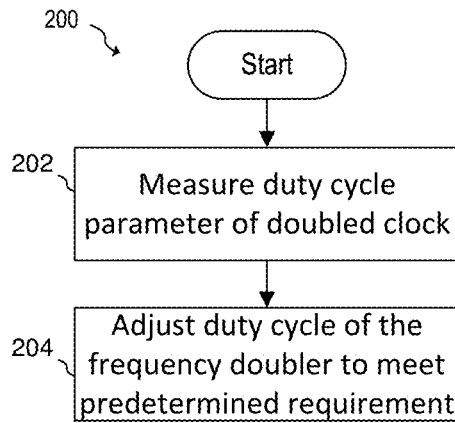 200
Start
202
Measure duty cycle
parameter of doubled clock
204
Adjust duty cycle of the
frequency doubler to meet
predetermined requirement